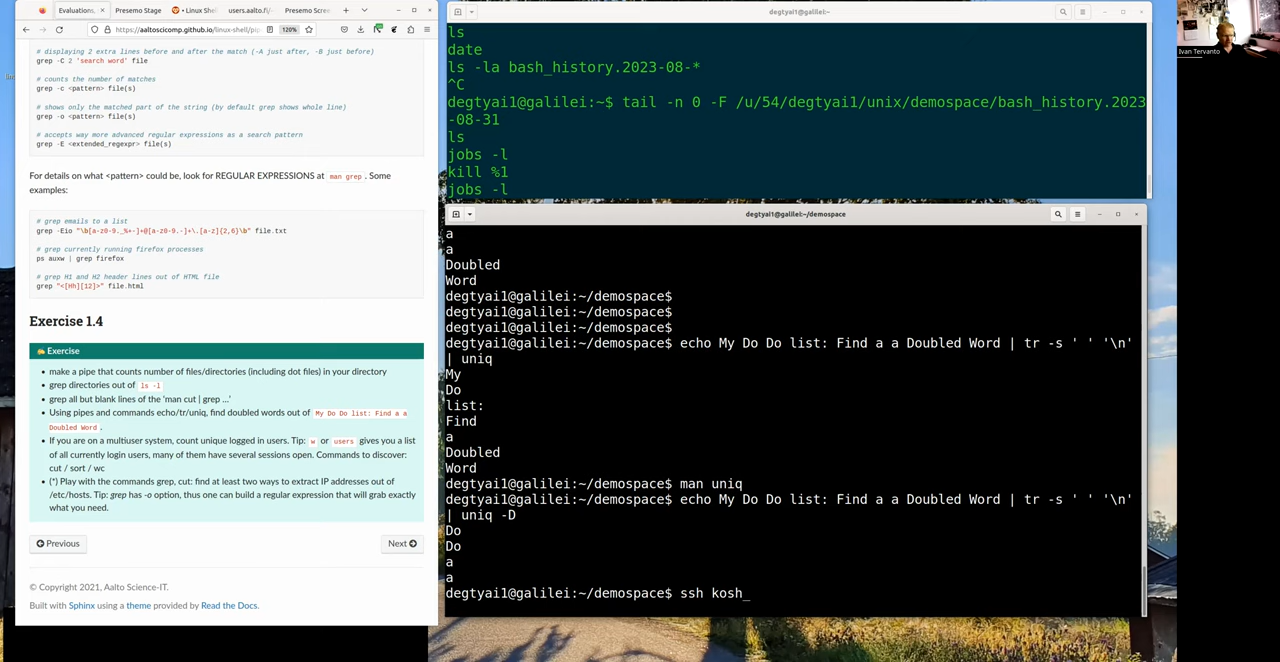 Evaluations,
Presemo Stage
Linux Shel
users.aalto.fi
Presemo Scree
https://aaltoscicomp.github.io/linux-shell/pi
120%
# displaying 2 extra lines before and after the match (-A just after, -B just before)
grep -C 2 'search word' file
# counts the number of matches
grep -c <pattern> file(s)
# shows only the matched part of the string (by default grep shows whole line)
grep -o <pattern> file(s)
# accepts way more advanced regular expressions as a search pattern
grep -E <extended_regexpr> file(s)
For details on what <pattern> could be, look for REGULAR EXPRESSIONS at man grep . Some
examples:
# grep emails to a list
grep -Eio "\b[a-z0-9._%+-]+@[a-z0-9.-]+\.[a-z]{2,6}\b" file.txt
# grep currently running firefox processes
ps auxw | grep firefox
# grep H1 and H2 header lines out of HTML file
grep "<[Hh][12]>" file.html
Exercise 1.4
Exercise
• make a pipe that counts number of files/directories (including dot files) in your directory
• grep directories out of ls -l
• grep all but blank lines of the 'man cut | grep ...'
• Using pipes and commands echo/tr/uniq, find doubled words out of My Do Do list: Find a a
Doubled Word .
• If you are on a multiuser system, count unique logged in users. Tip: w or users gives you a list
of all currently login users, many of them have several sessions open. Commands to discover:
cut / sort / wc
• (*) Play with the commands grep, cut: find at least two ways to extract IP addresses out of
/etc/hosts. Tip: grep has -o option, thus one can build a regular expression that will grab exactly
what you need.
Previous
Next
© Copyright 2021, Aalto Science-IT.
Built with Sphinx using a theme provided by Read the Docs.
degtyai1@galilei:~
ls
date
ls -la bash_history.2023-08-*
^C
degtyai1@galilei:~$ tail -n 0 -F /u/54/degtyai1/unix/demospace/bash_history.2023
-08-31
ls
jobs -l
kill %1
jobs -l
degtyai1@galilei:~/demospace
a
a
Doubled
Word
degtyai1@galilei:~/demospace$
degtyai1@galilei:~/demospace$
degtyai1@galilei:~/demospace$
degtyai1@galilei:~/demospace$ echo My Do Do list: Find a a Doubled Word | tr -s ' ' '\n'
| uniq
My
Do
list:
Find
a
Doubled
Word
degtyai1@galilei:~/demospace$ man uniq
degtyai1@galilei:~/demospace$ echo My Do Do list: Find a a Doubled Word | tr -s ' ' '\n'
| uniq -D
Do
Do
a
a
degtyai1@galilei:~/demospace$ ssh kosh_
Ivan Tervanto